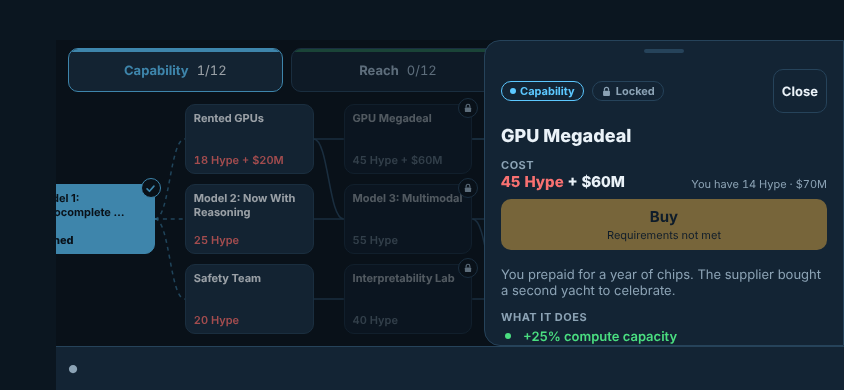 Capability 1/12
Reach 0/12
Rented GPUs
18 Hype + $20M
GPU Megadeal
45 Hype + $60M
del 1:
ocomplete ...
ned
Model 2: Now With
Reasoning
25 Hype
Model 3: Multimodal
55 Hype
Safety Team
20 Hype
Interpretability Lab
40 Hype
Capability
Locked
Close
GPU Megadeal
COST
45 Hype + $60M
You have 14 Hype · $70M
Buy
Requirements not met
You prepaid for a year of chips. The supplier bought
a second yacht to celebrate.
WHAT IT DOES
+25% compute capacity